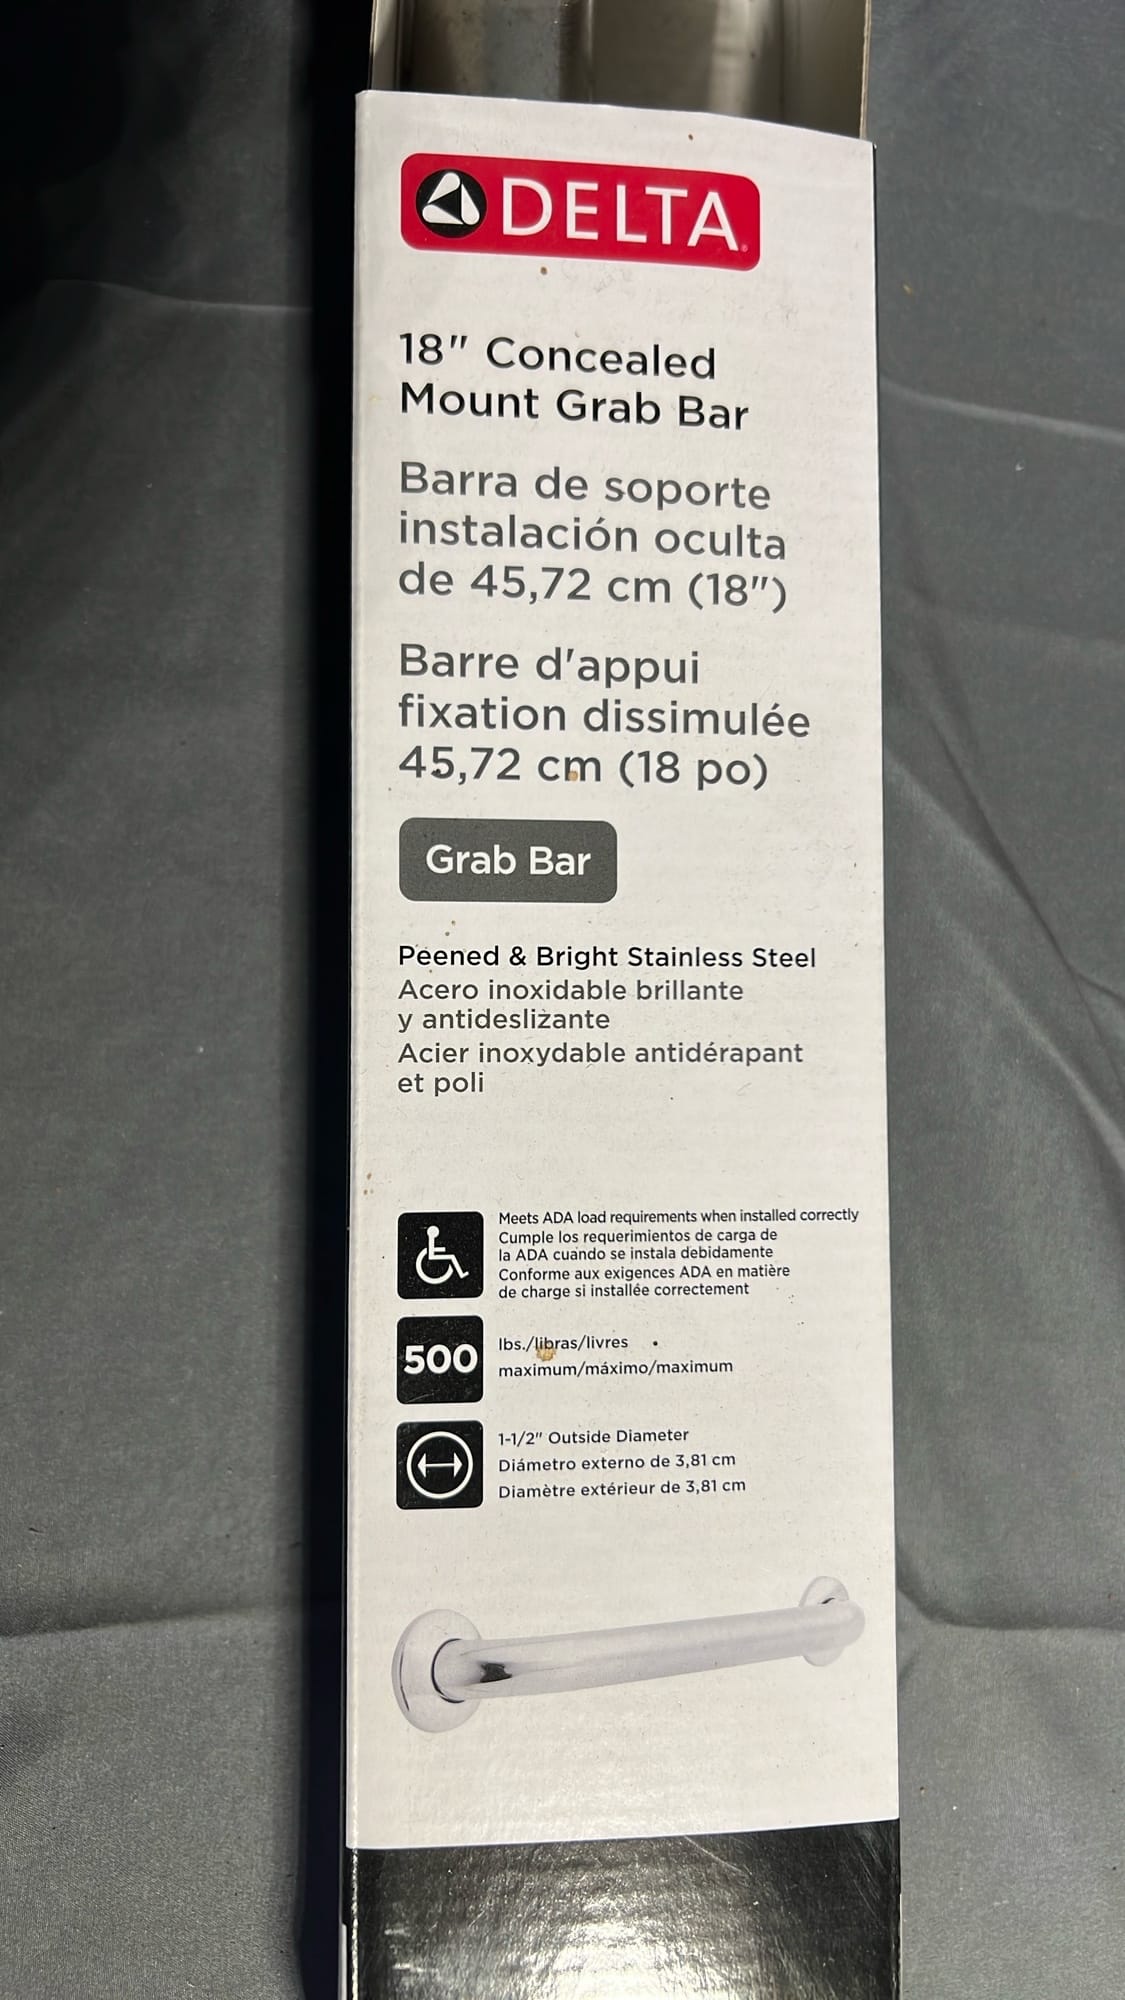 DELTA®
18" Concealed
Mount Grab Bar
Barra de soporte
instalación oculta
de 45,72 cm (18")
Barre d'appui
fixation dissimulée
45,72 cm (18 po)
Grab Bar
Peened & Bright Stainless Steel
Acero inoxidable brillante
y antideslizante
Acier inoxydable antidérapant
et poli
Meets ADA load requirements when installed correctly
Cumple los requerimientos de carga de
la ADA cuando se instala debidamente
Conforme aux exigences ADA en matière
de charge si installée correctement
500
lbs./libras/livres
maximum/máximo/maximum
1-1/2" Outside Diameter
Diámetro externo de 3,81 cm
Diamètre extérieur de 3,81 cm